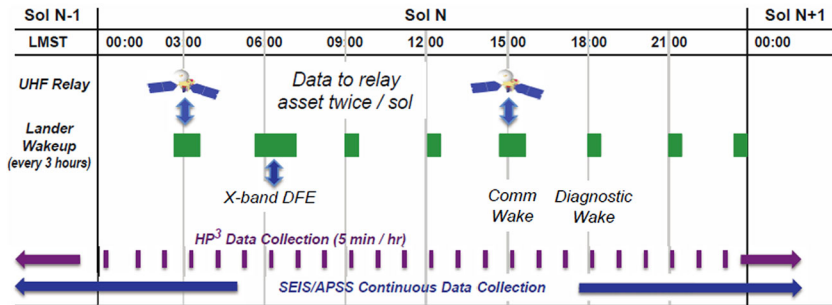 Sol N-1 Sol N Sol N+1
LMST 00:00 03:00 06:00 09:00 12:00 15:00 18:00 21:00 00:00
UHF Relay
Data to relay
asset twice / sol
Lander
Wakeup
(every 3 hours)
X-band DFE
Comm
Wake
Diagnostic
Wake
HP³ Data Collection (5 min / hr)
SEIS/APSS Continuous Data Collection